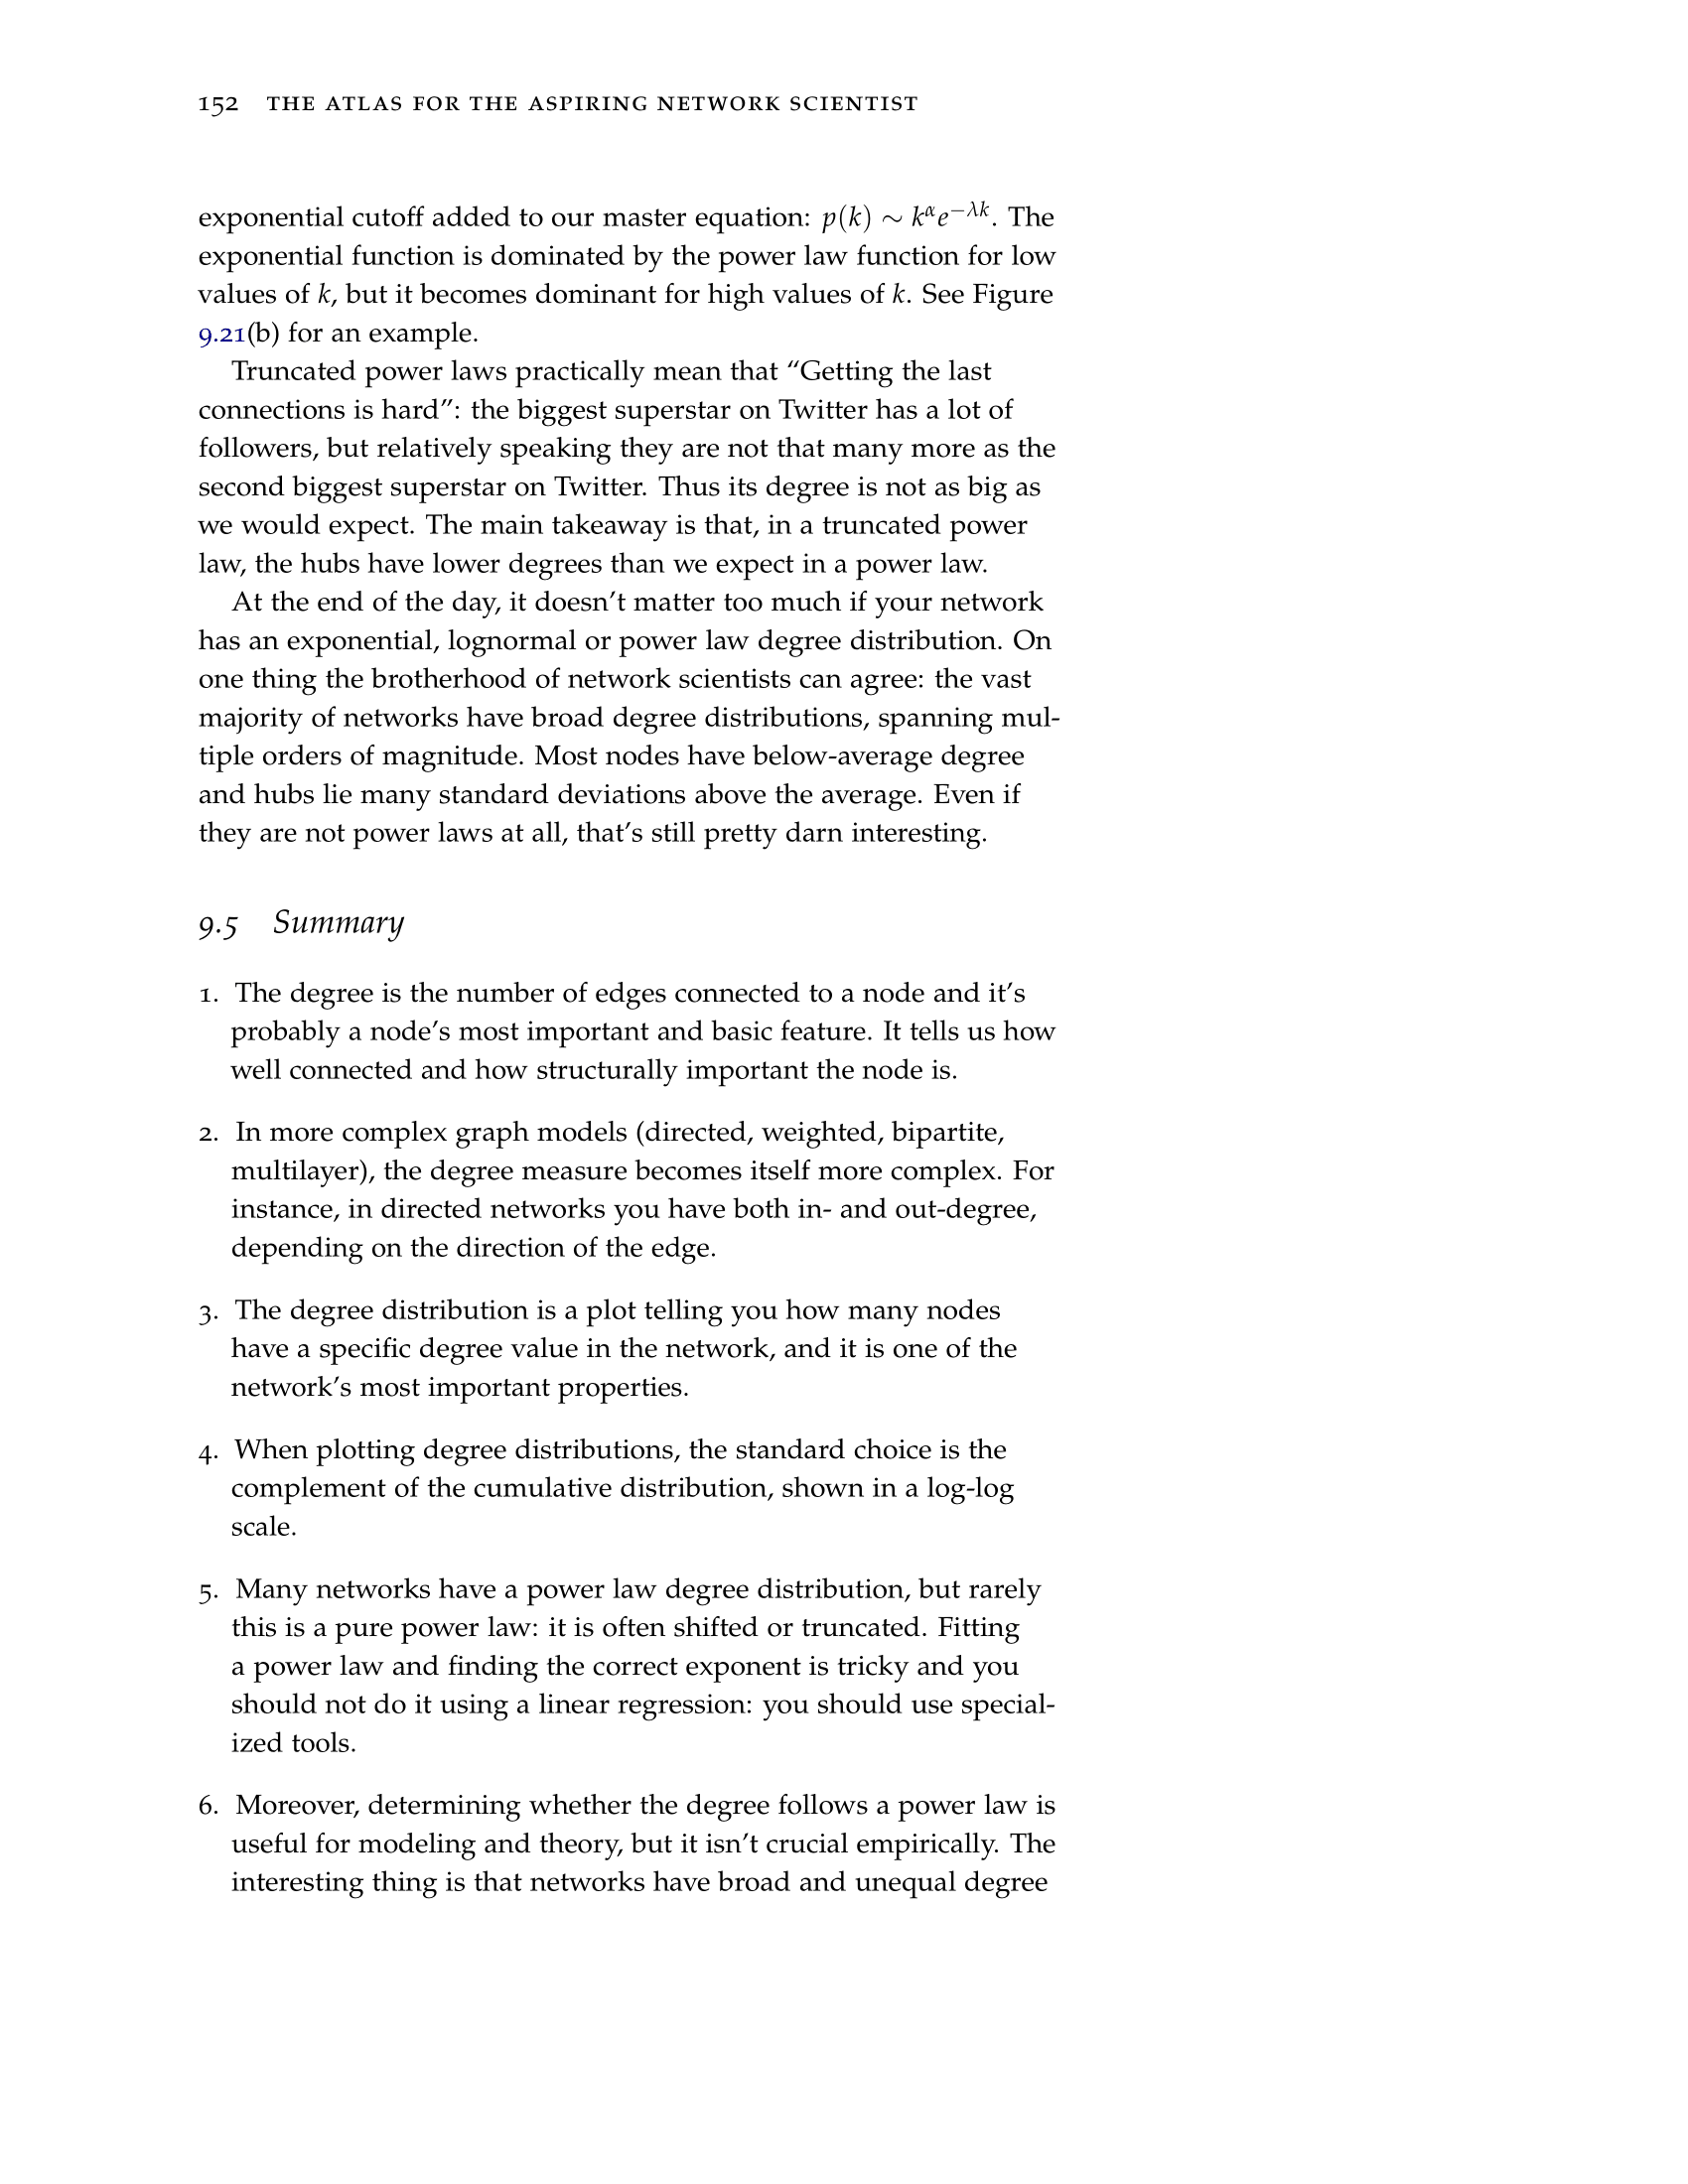 152 THE ATLAS FOR THE ASPIRING NETWORK SCIENTIST
exponential cutoff added to our master equation: p(k) ∼ k^α e^{−λk}. The
exponential function is dominated by the power law function for low
values of k, but it becomes dominant for high values of k. See Figure
9.21(b) for an example.
Truncated power laws practically mean that “Getting the last
connections is hard”: the biggest superstar on Twitter has a lot of
followers, but relatively speaking they are not that many more as the
second biggest superstar on Twitter. Thus its degree is not as big as
we would expect. The main takeaway is that, in a truncated power
law, the hubs have lower degrees than we expect in a power law.
At the end of the day, it doesn’t matter too much if your network
has an exponential, lognormal or power law degree distribution. On
one thing the brotherhood of network scientists can agree: the vast
majority of networks have broad degree distributions, spanning mul-
tiple orders of magnitude. Most nodes have below-average degree
and hubs lie many standard deviations above the average. Even if
they are not power laws at all, that’s still pretty darn interesting.
9.5 Summary
1. The degree is the number of edges connected to a node and it’s
probably a node’s most important and basic feature. It tells us how
well connected and how structurally important the node is.
2. In more complex graph models (directed, weighted, bipartite,
multilayer), the degree measure becomes itself more complex. For
instance, in directed networks you have both in- and out-degree,
depending on the direction of the edge.
3. The degree distribution is a plot telling you how many nodes
have a specific degree value in the network, and it is one of the
network’s most important properties.
4. When plotting degree distributions, the standard choice is the
complement of the cumulative distribution, shown in a log-log
scale.
5. Many networks have a power law degree distribution, but rarely
this is a pure power law: it is often shifted or truncated. Fitting
a power law and finding the correct exponent is tricky and you
should not do it using a linear regression: you should use special-
ized tools.
6. Moreover, determining whether the degree follows a power law is
useful for modeling and theory, but it isn’t crucial empirically. The
interesting thing is that networks have broad and unequal degree